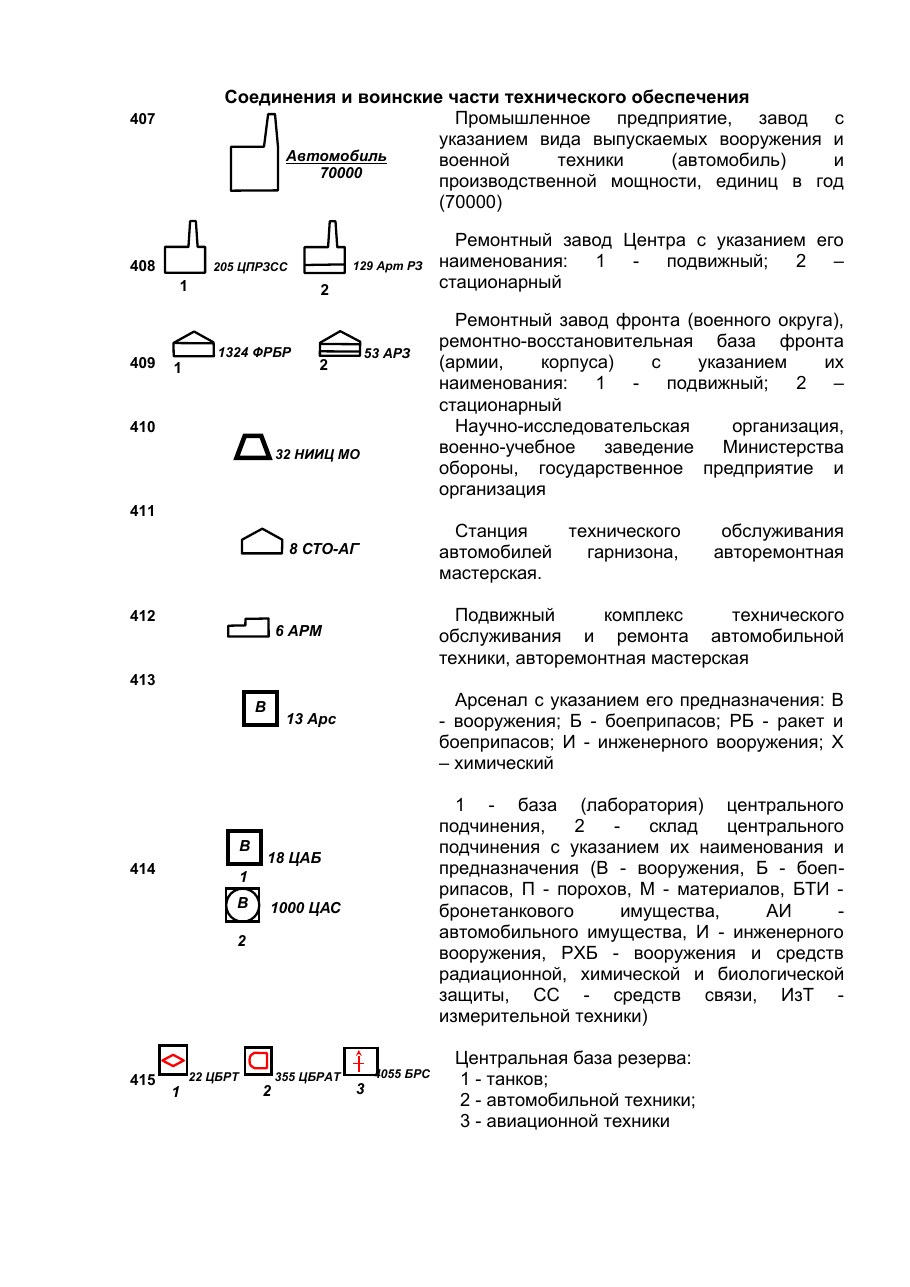 Соединения и воинские части технического обеспечения
407
Автомобиль
70000
Промышленное предприятие, завод с
указанием вида выпускаемых вооружения и
военной техники (автомобиль) и
производственной мощности, единиц в год
(70000)
408
205 ЦПРЗСС
129 Арт РЗ
1
2
Ремонтный завод Центра с указанием его
наименования: 1 - подвижный; 2 –
стационарный
409
1324 ФРБР
53 АРЗ
1
2
Ремонтный завод фронта (военного округа),
ремонтно-восстановительная база фронта
(армии, корпуса) с указанием их
наименования: 1 - подвижный; 2 –
стационарный
410
32 НИИЦ МО
Научно-исследовательская организация,
военно-учебное заведение Министерства
обороны, государственное предприятие и
организация
411
8 СТО-АГ
Станция технического обслуживания
автомобилей гарнизона, авторемонтная
мастерская.
412
6 АРМ
Подвижный комплекс технического
обслуживания и ремонта автомобильной
техники, авторемонтная мастерская
413
В
13 Арс
Арсенал с указанием его предназначения: В
- вооружения; Б - боеприпасов; РБ - ракет и
боеприпасов; И - инженерного вооружения; Х
– химический
414
В
18 ЦАБ
1
В
1000 ЦАС
2
1 - база (лаборатория) центрального
подчинения, 2 - склад центрального
подчинения с указанием их наименования и
предназначения (В - вооружения, Б - боеп-
рипасов, П - порохов, М - материалов, БТИ -
бронетанкового имущества, АИ -
автомобильного имущества, И - инженерного
вооружения, РХБ - вооружения и средств
радиационной, химической и биологической
защиты, СС - средств связи, ИзТ -
измерительной техники)
415
22 ЦБРТ
355 ЦБРАТ
4055 БРС
1
2
3
Центральная база резерва:
1 - танков;
2 - автомобильной техники;
3 - авиационной техники